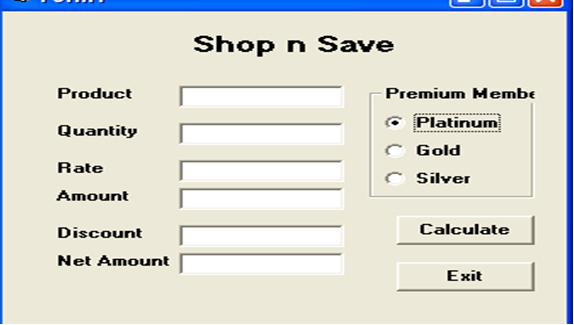 Shop n Save
Product
Quantity
Rate
Amount
Discount
Net Amount
Premium Membe
Platinum
Gold
Silver
Calculate
Exit